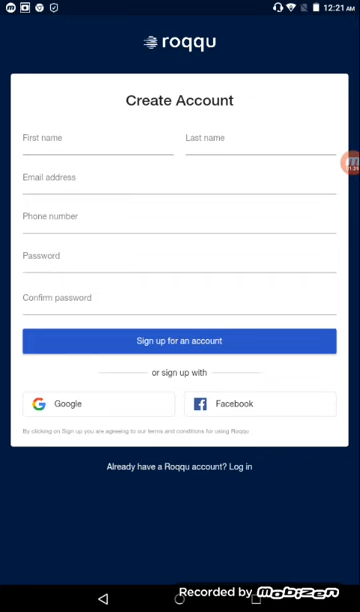 12:21 AM
roqqu
Create Account
First name Last name
Email address
Phone number
Password
Confirm password
Sign up for an account
or sign up with
Google Facebook
By clicking on Sign up you are agreeing to our terms and conditions for using Roqqu
Already have a Roqqu account? Log in
Recorded by mobizen